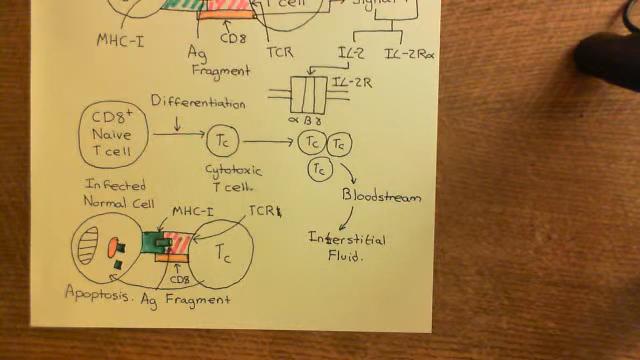 T cell
Signal 1
MHC-I
CD8
TCR
Ag
Fragment
IL-2
IL-2Rα
IL-2R
α β γ
Differentiation
CD8+
Naive
T cell
Tc
Cytotoxic
T cell.
Tc
Tc
Tc
Bloodstream
Interstitial
Fluid.
Infected
Normal Cell
MHC-I
TCR
Tc
CD8
Apoptosis.
Ag Fragment